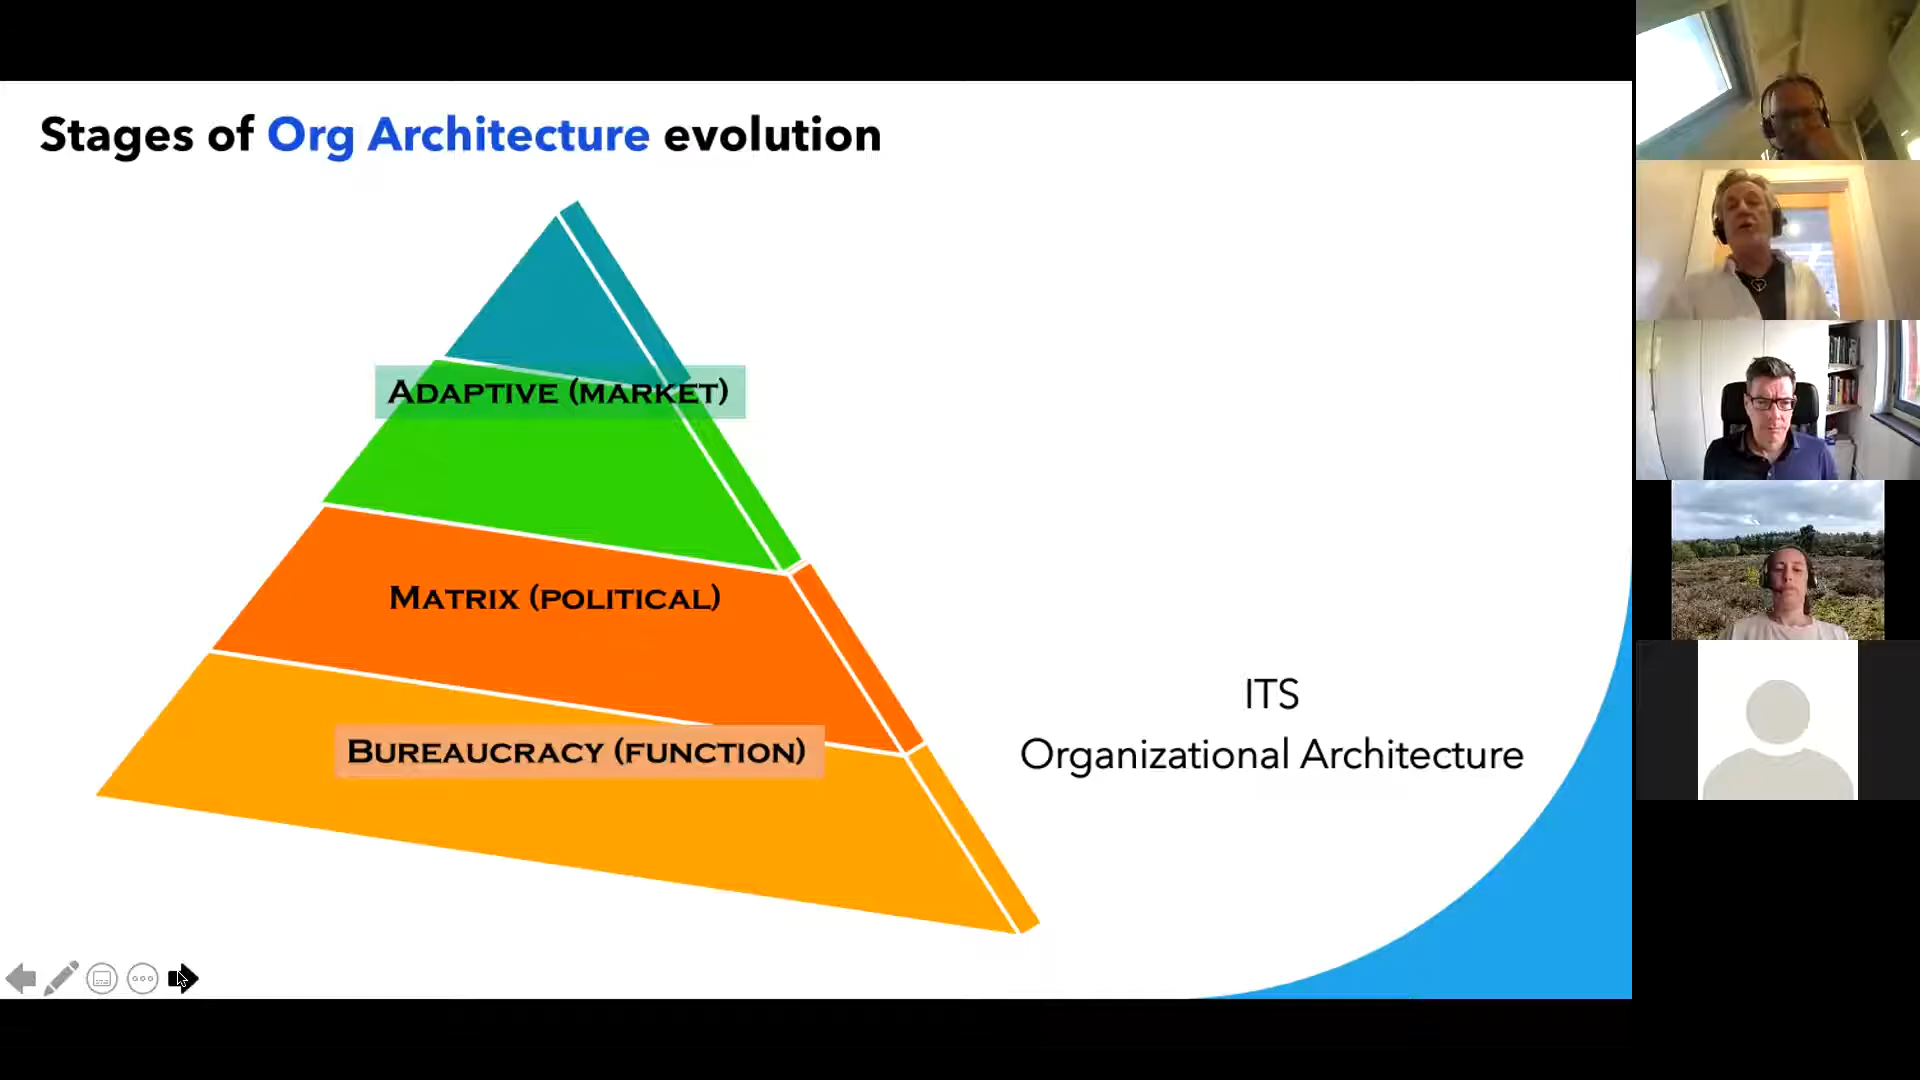 Stages of Org Architecture evolution
ADAPTIVE (MARKET)
MATRIX (POLITICAL)
BUREAUCRACY (FUNCTION)
ITS
Organizational Architecture